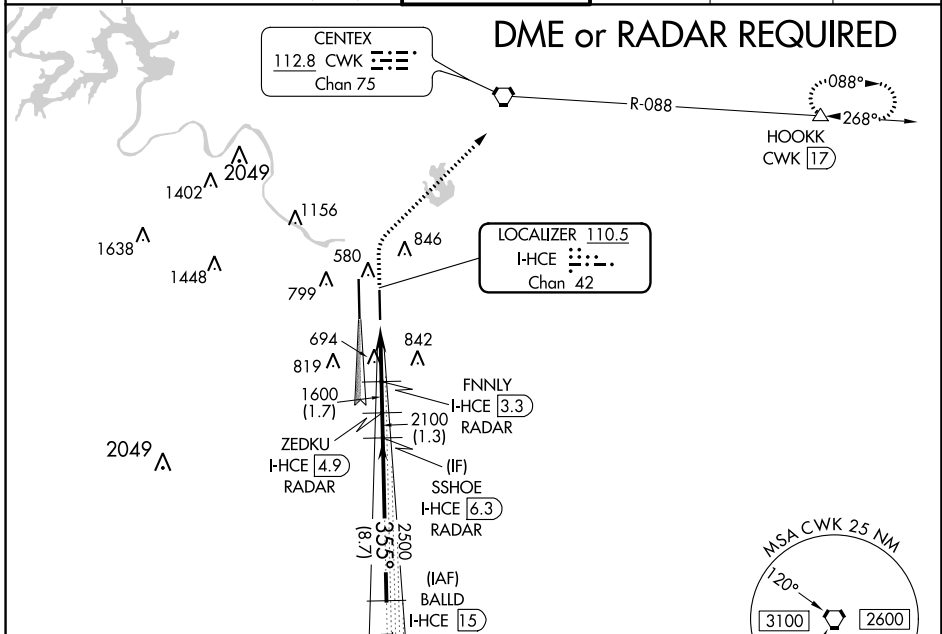 DME or RADAR REQUIRED
CENTEX
112.8 CWK
Chan 75
R-088
088°
268°
HOOKK
CWK 17
2049
1402
1156
1638
1448
580
846
799
LOCALIZER 110.5
I-HCE
Chan 42
694
842
819
1600
(1.7)
FNNLY
I-HCE 3.3
RADAR
2100
(1.3)
ZEDKU
I-HCE 4.9
RADAR
2049
(IF)
SSHOE
I-HCE 6.3
RADAR
2500
355°
(8.7)
(IAF)
BALLD
I-HCE 15
MSA CWK 25 NM
120°
3100
2600